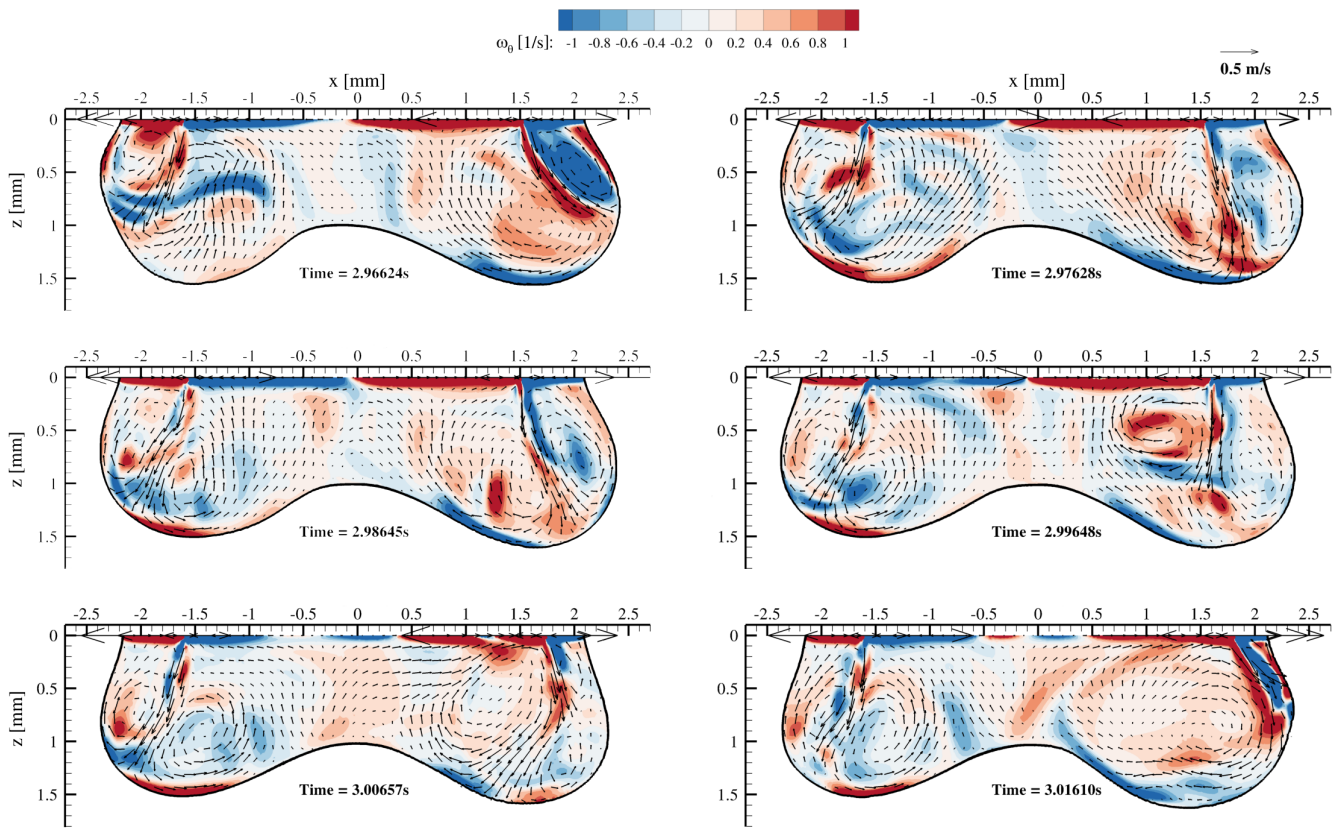 ω_θ [1/s]: -1 -0.8 -0.6 -0.4 -0.2 0 0.2 0.4 0.6 0.8 1
0.5 m/s
x [mm] x [mm]
-2.5 -2 -1.5 -1 -0.5 0 0.5 1 1.5 2 2.5 -2.5 -2 -1.5 -1 -0.5 0 0.5 1 1.5 2 2.5
0 0
0.5 0.5
z [mm]
1 1
Time = 2.96624s Time = 2.97628s
1.5 1.5
-2.5 -2 -1.5 -1 -0.5 0 0.5 1 1.5 2 2.5 -2.5 -2 -1.5 -1 -0.5 0 0.5 1 1.5 2 2.5
0 0
0.5 0.5
z [mm]
1 1
Time = 2.98645s Time = 2.99648s
1.5 1.5
-2.5 -2 -1.5 -1 -0.5 0 0.5 1 1.5 2 2.5 -2.5 -2 -1.5 -1 -0.5 0 0.5 1 1.5 2 2.5
0 0
0.5 0.5
z [mm]
1 1
Time = 3.00657s Time = 3.01610s
1.5 1.5